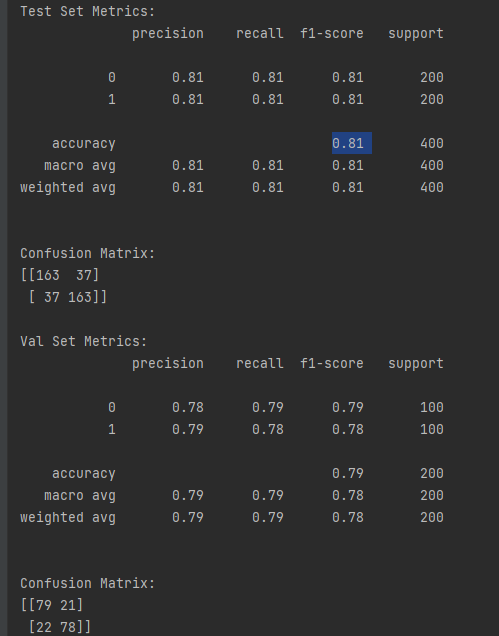 Test Set Metrics:
precision recall f1-score support
0 0.81 0.81 0.81 200
1 0.81 0.81 0.81 200
accuracy 0.81 400
macro avg 0.81 0.81 0.81 400
weighted avg 0.81 0.81 0.81 400
Confusion Matrix:
[[163 37]
[ 37 163]]
Val Set Metrics:
precision recall f1-score support
0 0.78 0.79 0.79 100
1 0.79 0.78 0.78 100
accuracy 0.79 200
macro avg 0.79 0.79 0.78 200
weighted avg 0.79 0.79 0.78 200
Confusion Matrix:
[[79 21]
[22 78]]